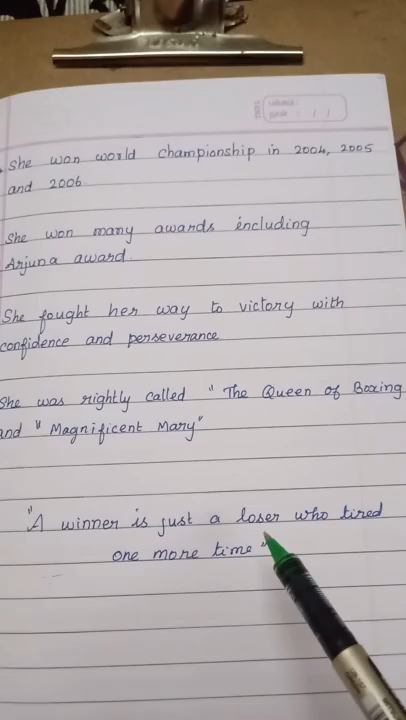 She won world championship in 2004, 2005
and 2006.
She won many awards including
Arjuna award.
She fought her way to victory with
confidence and perseverance
She was rightly called " The Queen of Boxing
and " Magnificent Mary"
"A winner is just a loser who tired
one more time "